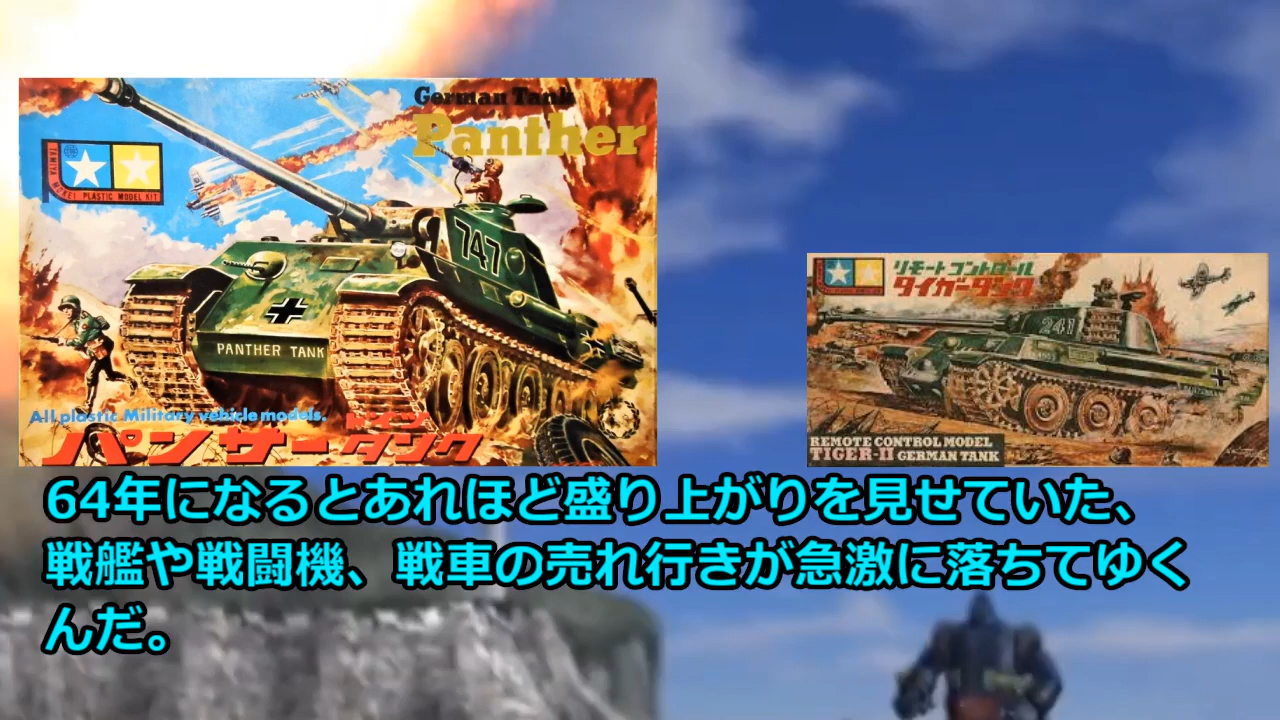 German Tank
Panther
TAMIYA MOKEI PLASTIC MODEL KIT
747
PANTHER TANK
All plastic Military vehicle models.
ドイツ
パンサータンク
リモートコントロール
タイガータンク
241
REMOTE CONTROL MODEL
TIGER-II GERMAN TANK
64年になるとあれほど盛り上がりを見せていた、
戦艦や戦闘機、戦車の売れ行きが急激に落ちてゆく
んだ。